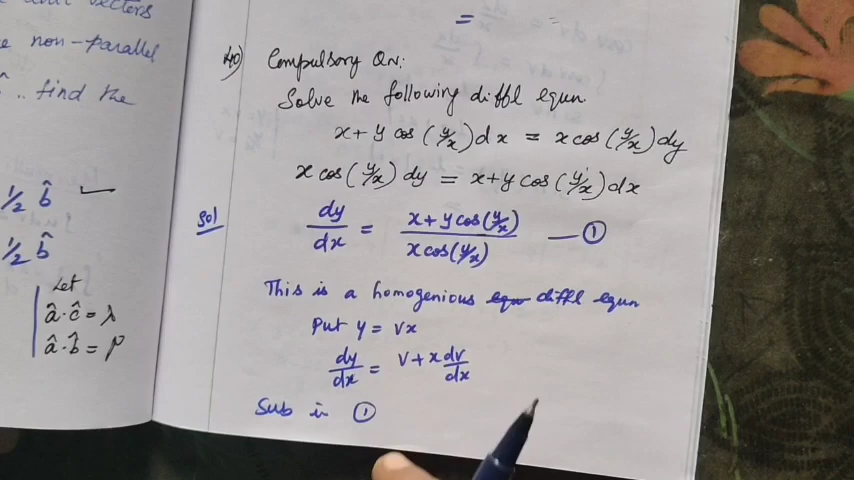 vectors
e non-parallel
.. find the
1/2 b̂
1/2 b̂
Let
â·ĉ = λ
â·b̂ = μ
=
40) Compulsory Qn:
Solve the following diffl equn.
x + y cos(y/x) dx = x cos(y/x) dy
x cos(y/x) dy = x + y cos(y/x) dx
Sol
dy/dx = x + y cos(y/x) / x cos(y/x) — ①
This is a homogenious diffl equn
Put y = vx
dy/dx = v + x dv/dx
Sub in ①